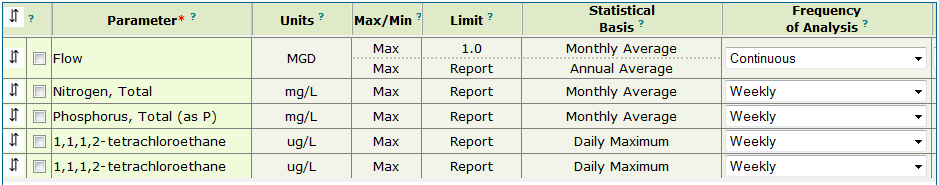 ? Parameter* ? Units ? Max/Min ? Limit ? Statistical Basis ? Frequency of Analysis ?
Flow MGD Max 1.0 Monthly Average Continuous
Max Report Annual Average
Nitrogen, Total mg/L Max Report Monthly Average Weekly
Phosphorus, Total (as P) mg/L Max Report Monthly Average Weekly
1,1,1,2-tetrachloroethane ug/L Max Report Daily Maximum Weekly
1,1,1,2-tetrachloroethane ug/L Max Report Daily Maximum Weekly